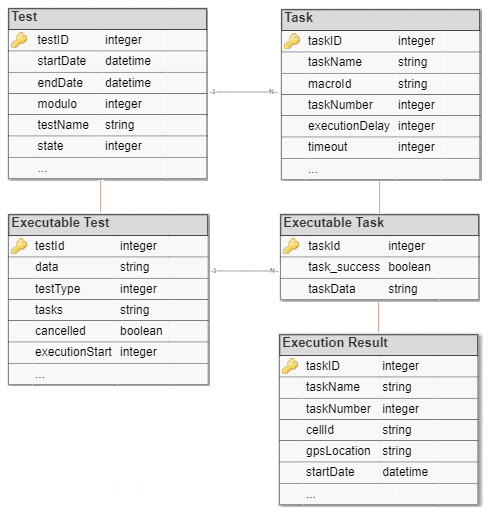 Test
testID integer
startDate datetime
endDate datetime
modulo integer
testName string
state integer
...
1 N
Task
taskID integer
taskName string
macroId string
taskNumber integer
executionDelay integer
timeout integer
...
Executable Test
testId integer
data string
testType integer
tasks string
cancelled boolean
executionStart integer
...
1 N
Executable Task
taskId integer
task_success boolean
taskData string
Execution Result
taskID integer
taskName string
taskNumber integer
cellId string
gpsLocation string
startDate datetime
...